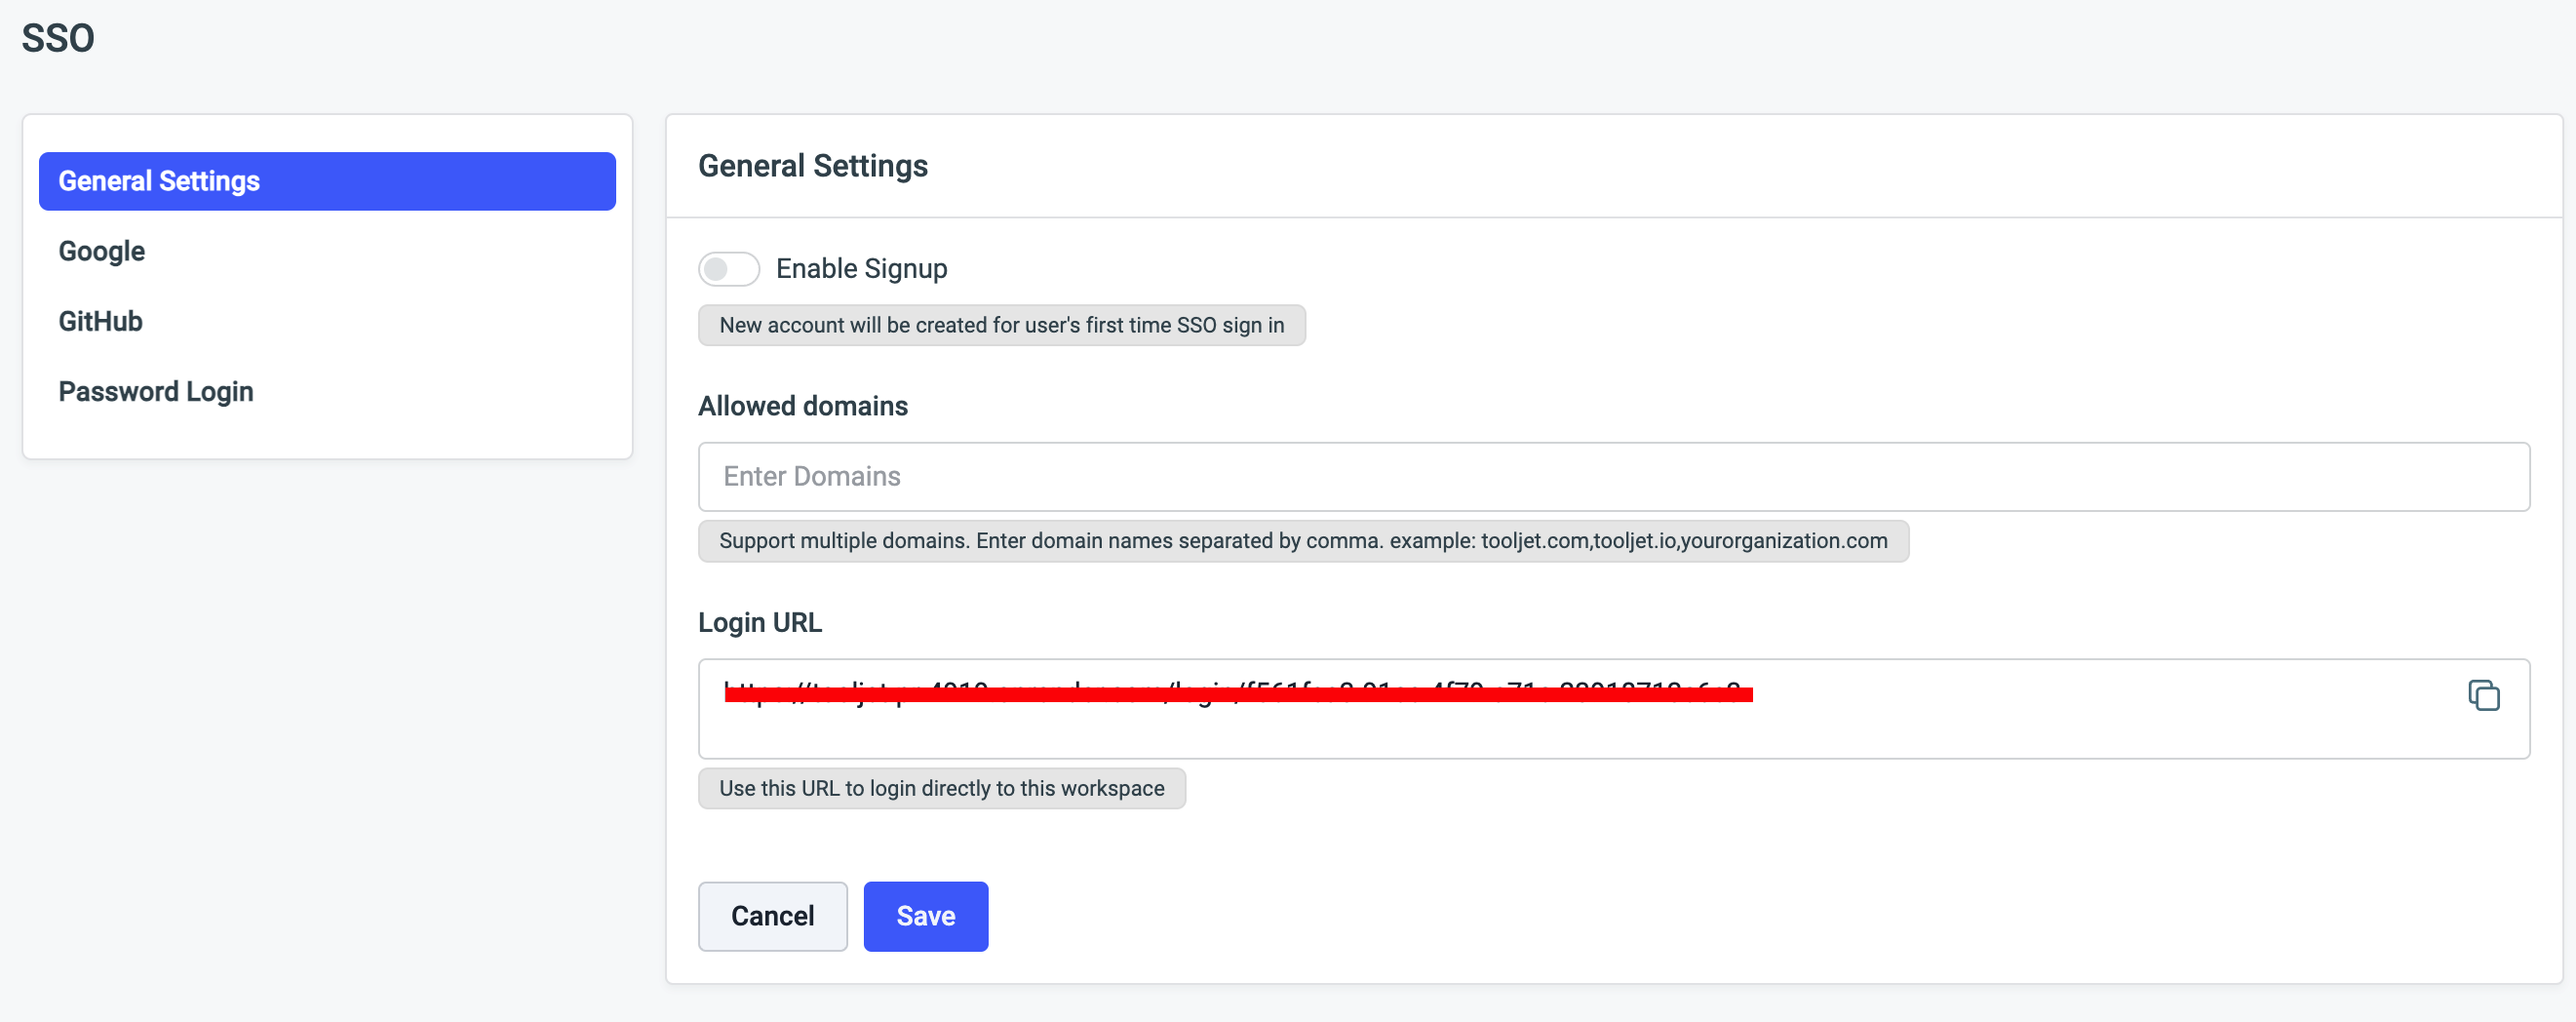 SSO
General Settings
Google
GitHub
Password Login
General Settings
Enable Signup
New account will be created for user's first time SSO sign in
Allowed domains
Enter Domains
Support multiple domains. Enter domain names separated by comma. example: tooljet.com,tooljet.io,yourorganization.com
Login URL
Use this URL to login directly to this workspace
Cancel
Save